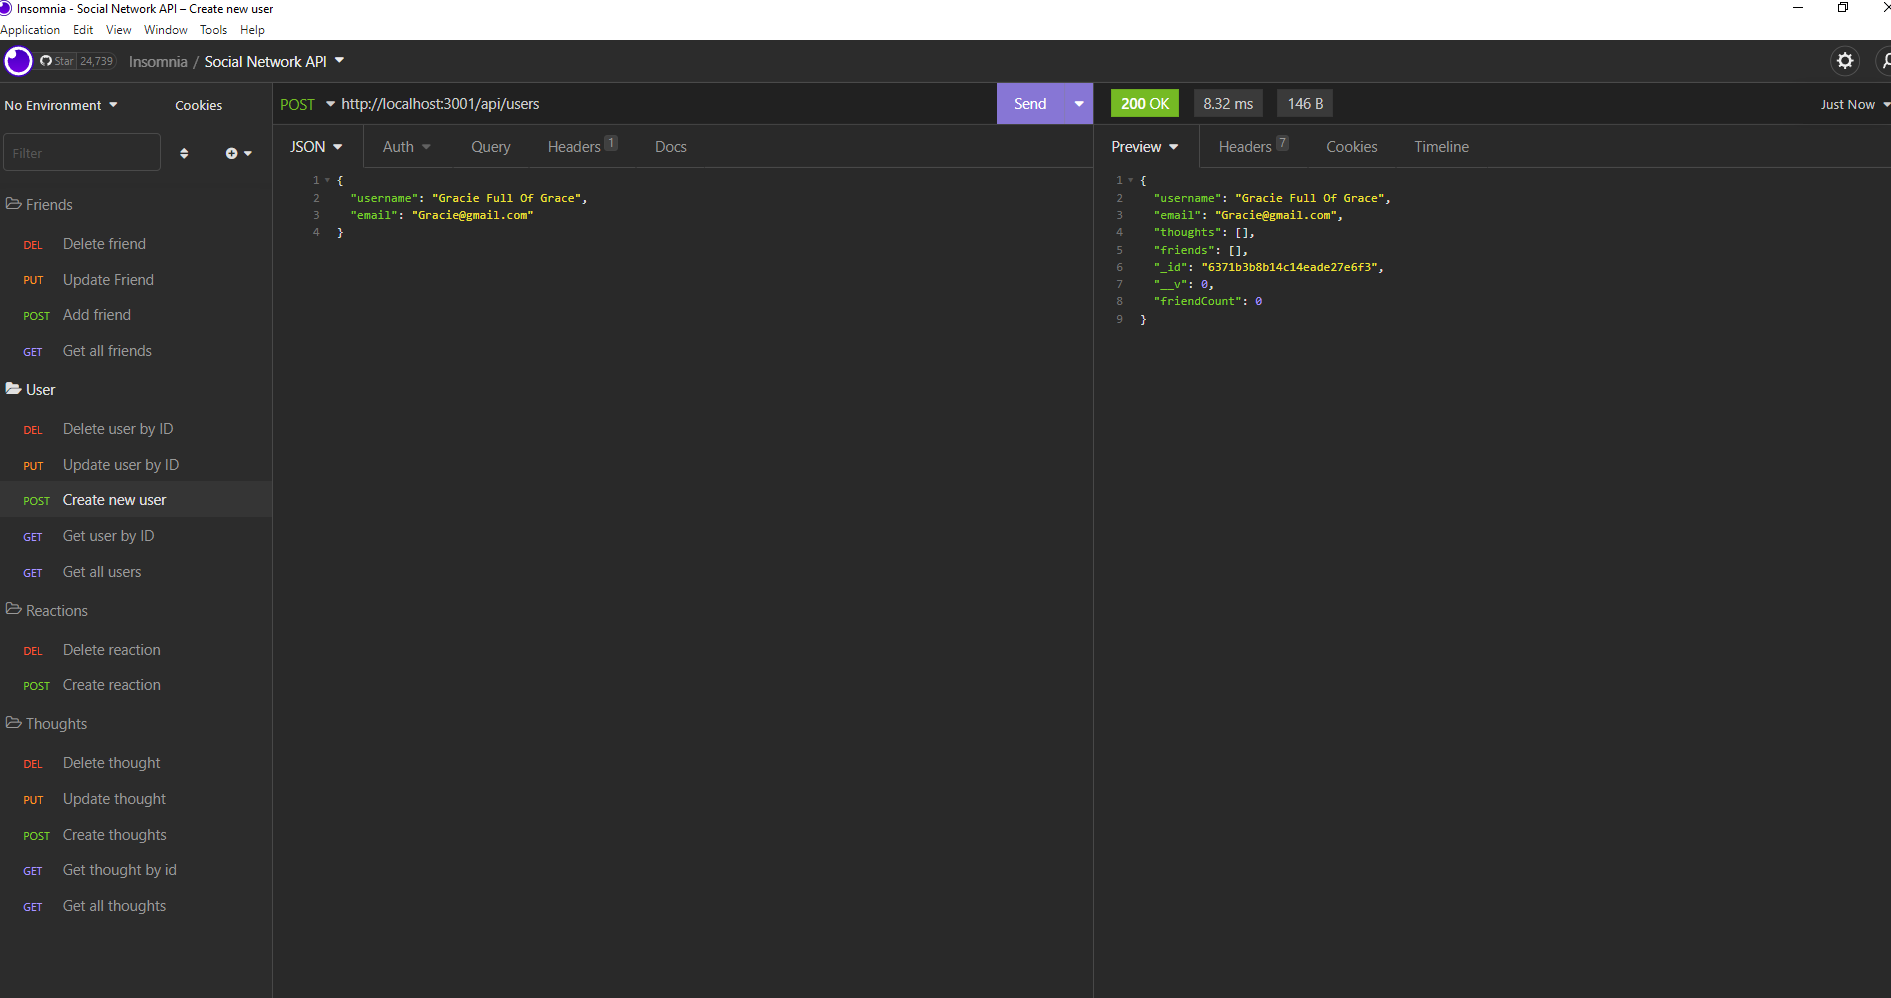 Insomnia - Social Network API – Create new user
Application Edit View Window Tools Help
Star 24,739 Insomnia / Social Network API
No Environment Cookies
Filter
Friends
DEL Delete friend
PUT Update Friend
POST Add friend
GET Get all friends
User
DEL Delete user by ID
PUT Update user by ID
POST Create new user
GET Get user by ID
GET Get all users
Reactions
DEL Delete reaction
POST Create reaction
Thoughts
DEL Delete thought
PUT Update thought
POST Create thoughts
GET Get thought by id
GET Get all thoughts
POST http://localhost:3001/api/users Send
JSON Auth Query Headers 1 Docs
1 {
2 "username": "Gracie Full Of Grace",
3 "email": "Gracie@gmail.com"
4 }
200 OK 8.32 ms 146 B Just Now
Preview Headers 7 Cookies Timeline
1 {
2 "username": "Gracie Full Of Grace",
3 "email": "Gracie@gmail.com",
4 "thoughts": [],
5 "friends": [],
6 "_id": "6371b3b8b14c14eade27e6f3",
7 "__v": 0,
8 "friendCount": 0
9 }